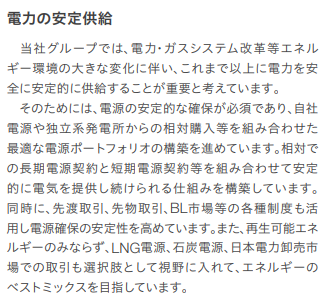 電力の安定供給
　当社グループでは、電力・ガスシステム改革等エネル
ギー環境の大きな変化に伴い、これまで以上に電力を安
全に安定的に供給することが重要と考えています。
　そのためには、電源の安定的な確保が必須であり、自社
電源や独立系発電所からの相対購入等を組み合わせた
最適な電源ポートフォリオの構築を進めています。相対で
の長期電源契約と短期電源契約等を組み合わせて安定
的に電気を提供し続けられる仕組みを構築しています。
同時に、先渡取引、先物取引、BL市場等の各種制度も活
用し電源確保の安定性を高めています。また、再生可能エネ
ルギーのみならず、LNG電源、石炭電源、日本電力卸売市
場での取引も選択肢として視野に入れて、エネルギーの
ベストミックスを目指しています。